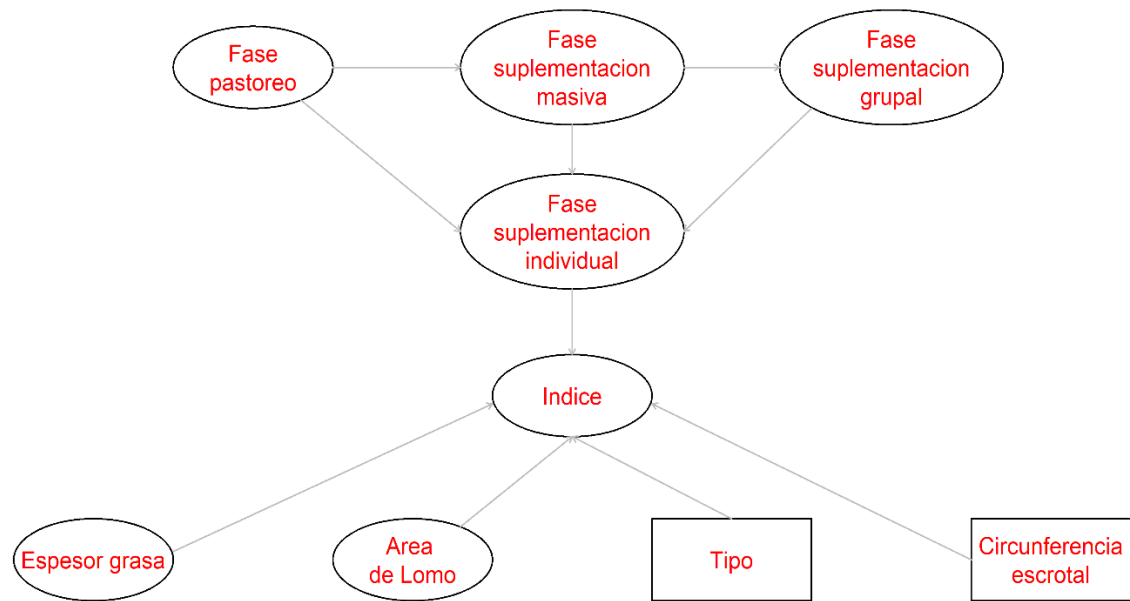 Fase
pastoreo
Fase
suplementacion
masiva
Fase
suplementacion
grupal
Fase
suplementacion
individual
Indice
Espesor grasa
Area
de Lomo
Tipo
Circunferencia
escrotal